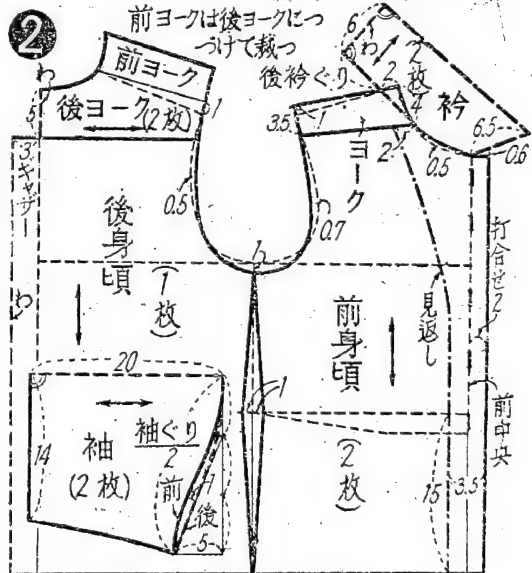 2
前ヨークは後ヨークにつ
づけて裁つ
前ヨーク
わ
後ヨーク(2枚)
5
1
3.ギャザー
わ
後身頃
(1枚)
0.5
後衿ぐり
3.5
1
2
ヨーク
2
0.7
6
6
わ
2枚
4
衿
6.5
0.6
0.5
打合せ2
見返し
前中央
前身頃
(2枚)
1
1
15
3.5
20
14
袖
(2枚)
袖ぐり
2
前
1
後
5